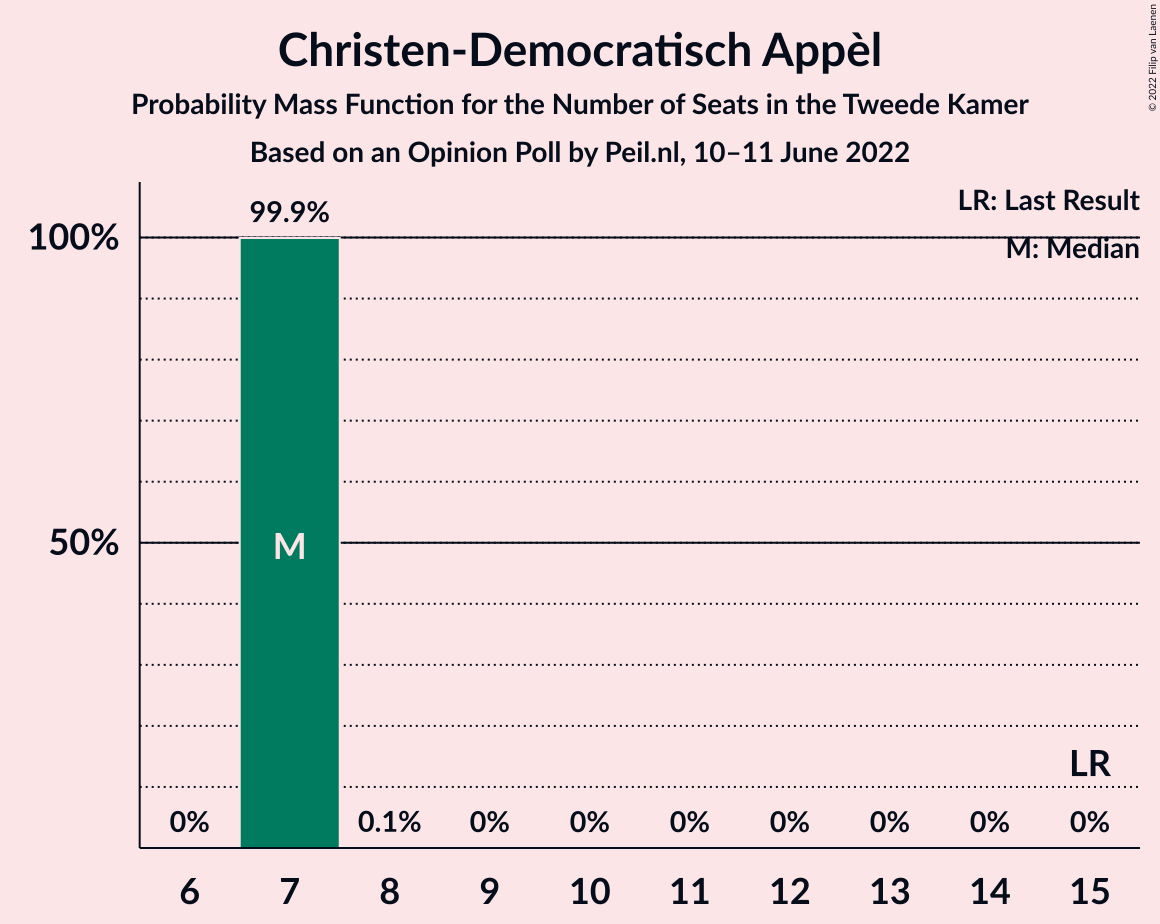 Christen-Democratisch Appèl
Probability Mass Function for the Number of Seats in the Tweede Kamer
Based on an Opinion Poll by Peil.nl, 10–11 June 2022
© 2022 Filip van Laenen
LR: Last Result
M: Median
99.9%
100%
50%
M
LR
0% 0.1% 0% 0% 0% 0% 0% 0% 0%
6 7 8 9 10 11 12 13 14 15